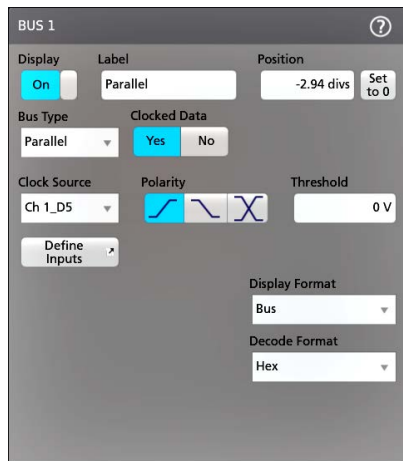 BUS 1
?
Display Label Position
On Parallel -2.94 divs Set to 0
Bus Type Clocked Data
Parallel Yes No
Clock Source Polarity Threshold
Ch 1_D5 0 V
Define
Inputs
Display Format
Bus
Decode Format
Hex